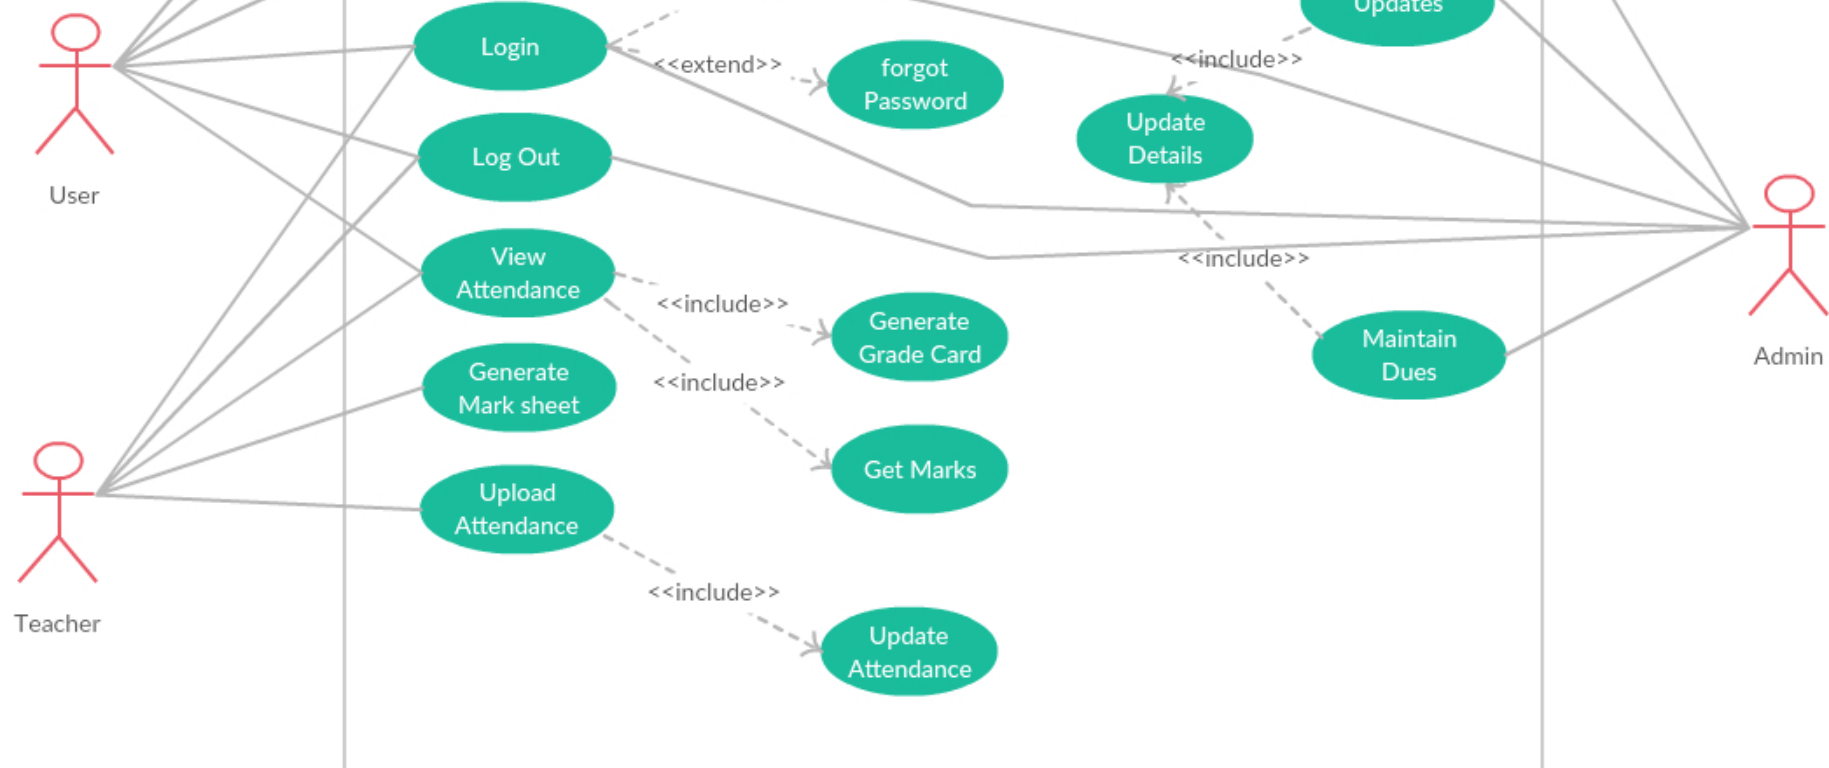 Updates
Login
<<extend>>
forgot
Password
<<include>>
Update
Details
Log Out
User
View
Attendance
<<include>>
<<include>>
Generate
Grade Card
Maintain
Dues
Admin
Generate
Mark sheet
<<include>>
Get Marks
Upload
Attendance
<<include>>
Teacher
Update
Attendance